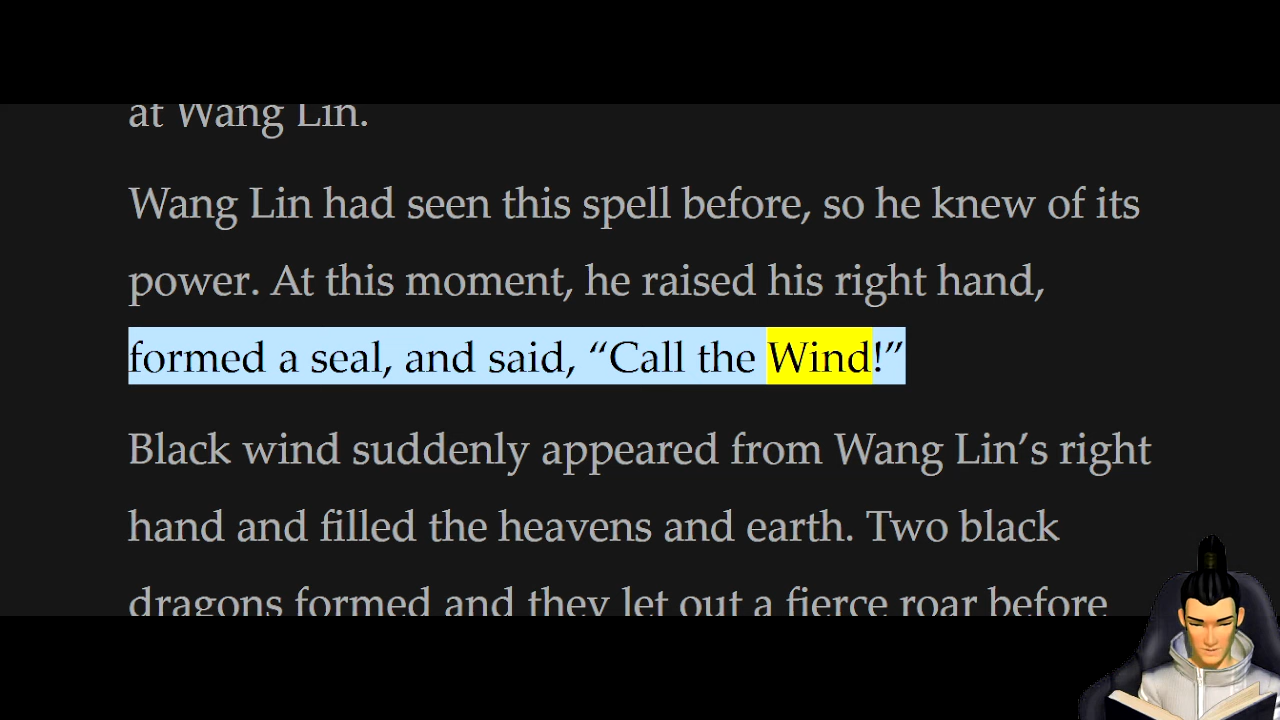 at Wang Lin.
Wang Lin had seen this spell before, so he knew of its
power. At this moment, he raised his right hand,
formed a seal, and said, “Call the Wind!”
Black wind suddenly appeared from Wang Lin’s right
hand and filled the heavens and earth. Two black
dragons formed and they let out a fierce roar before